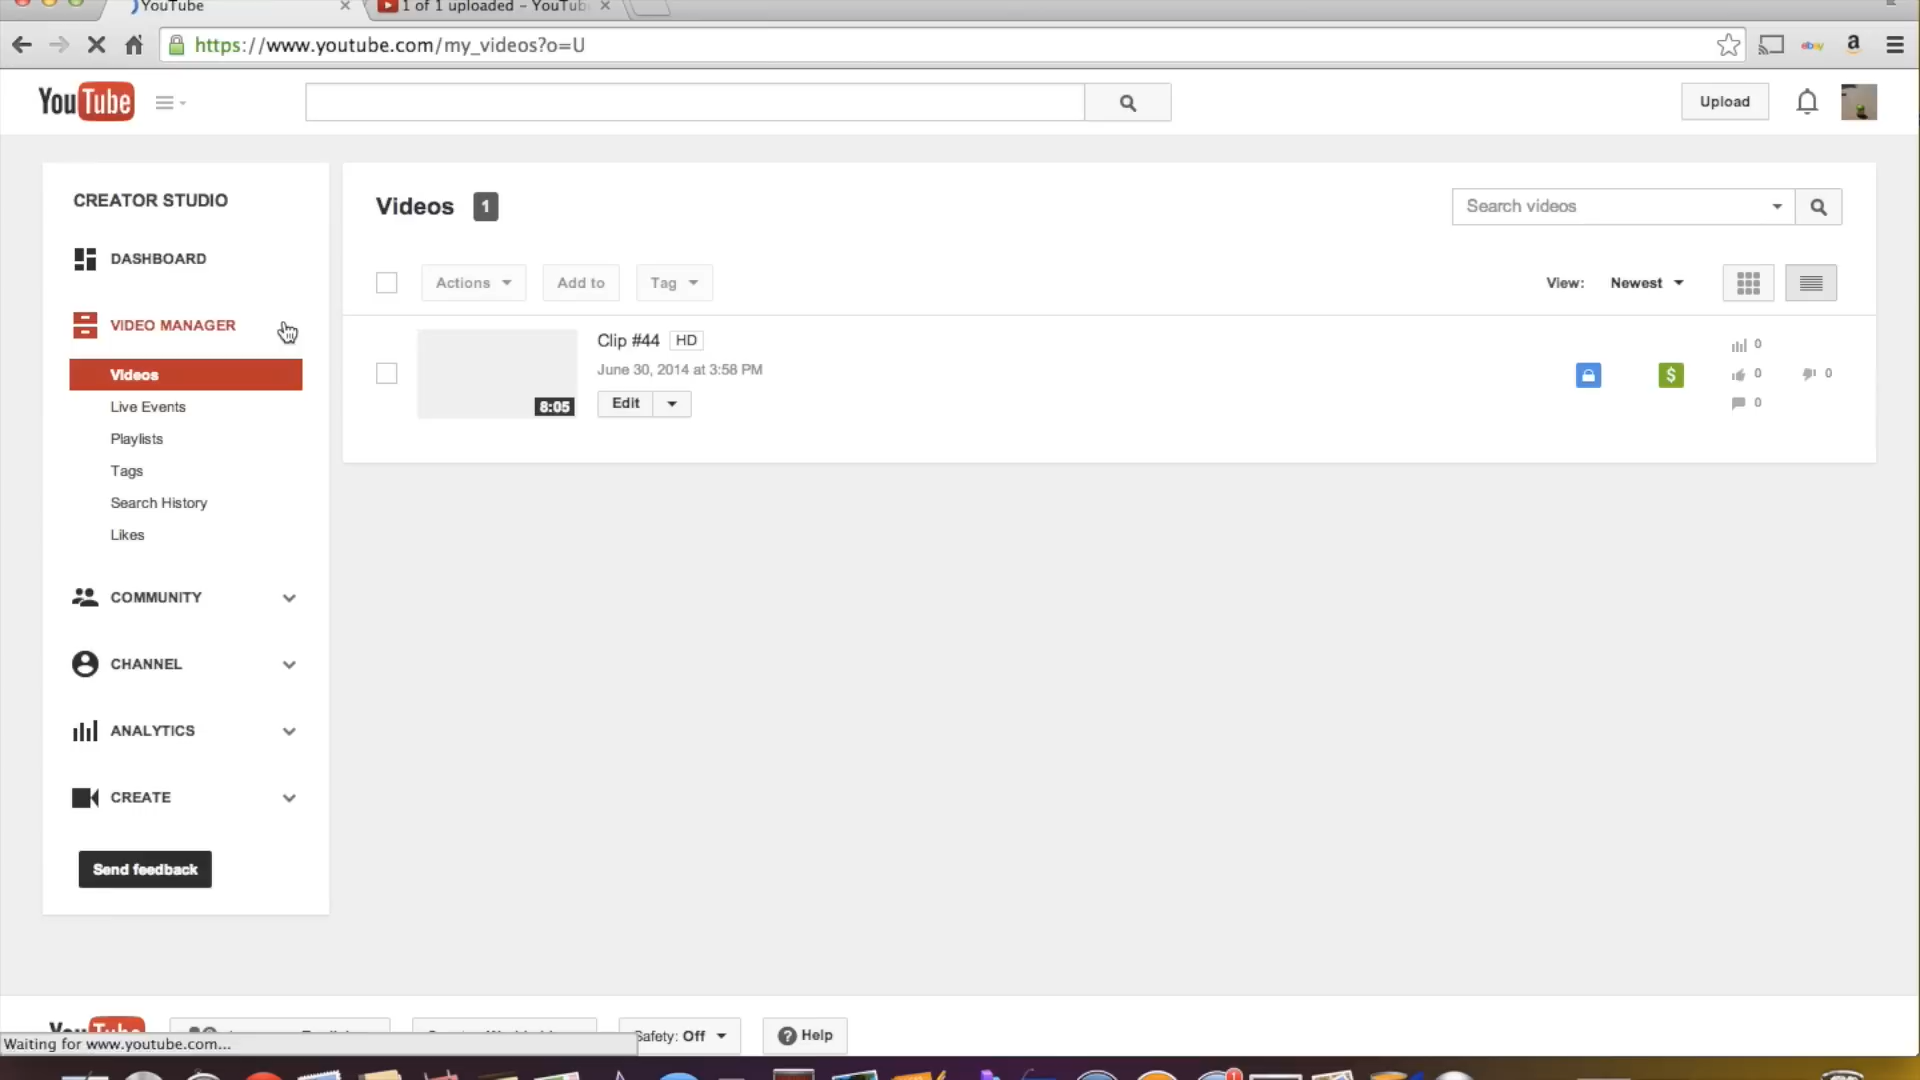 YouTube
1 of 1 uploaded - YouTub
https://www.youtube.com/my_videos?o=U
ebay
a
YouTube
Upload
CREATOR STUDIO
DASHBOARD
VIDEO MANAGER
Videos
Live Events
Playlists
Tags
Search History
Likes
COMMUNITY
CHANNEL
ANALYTICS
CREATE
Send feedback
Videos 1
Search videos
Actions
Add to
Tag
View: Newest
8:05
Clip #44 HD
June 30, 2014 at 3:58 PM
Edit
$
0
0
0
0
YouTube
Safety: Off
? Help
Waiting for www.youtube.com...
1